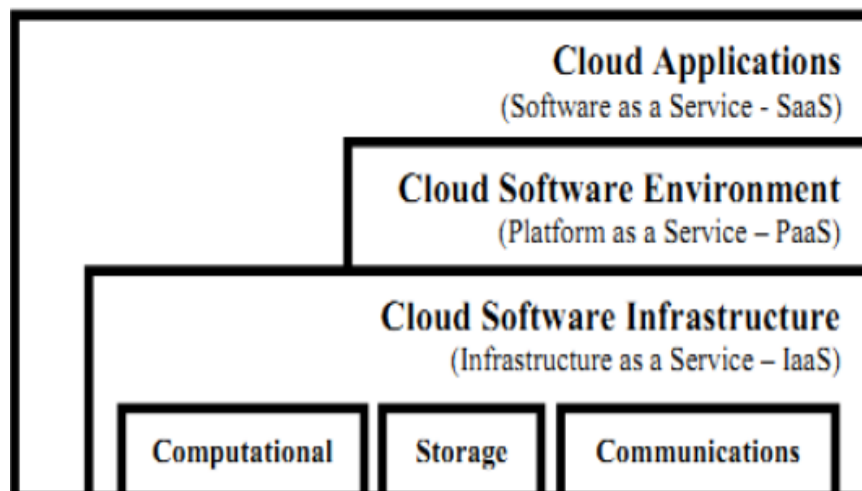 Cloud Applications
(Software as a Service - SaaS)
Cloud Software Environment
(Platform as a Service – PaaS)
Cloud Software Infrastructure
(Infrastructure as a Service – IaaS)
Computational
Storage
Communications